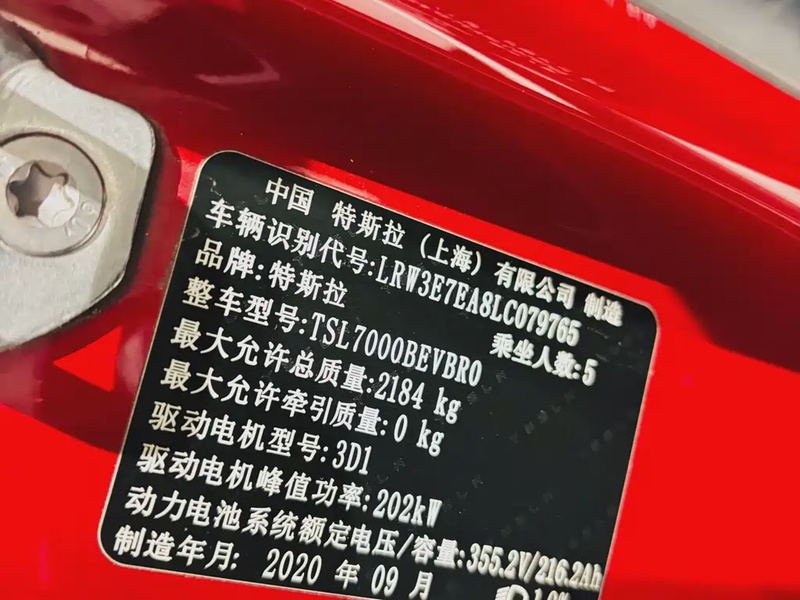 中国 特斯拉(上海)有限公司 制造
车辆识别代号:LRW3E7EA8LC079765
品牌:特斯拉 乘坐人数:5
整车型号:TSL7000BEVBR0
最大允许总质量:2184 kg
最大允许牵引质量:0 kg
驱动电机型号:3D1
驱动电机峰值功率:202kW
动力电池系统额定电压/容量:355.2V/216.2Ah
制造年月: 2020 年 09 月